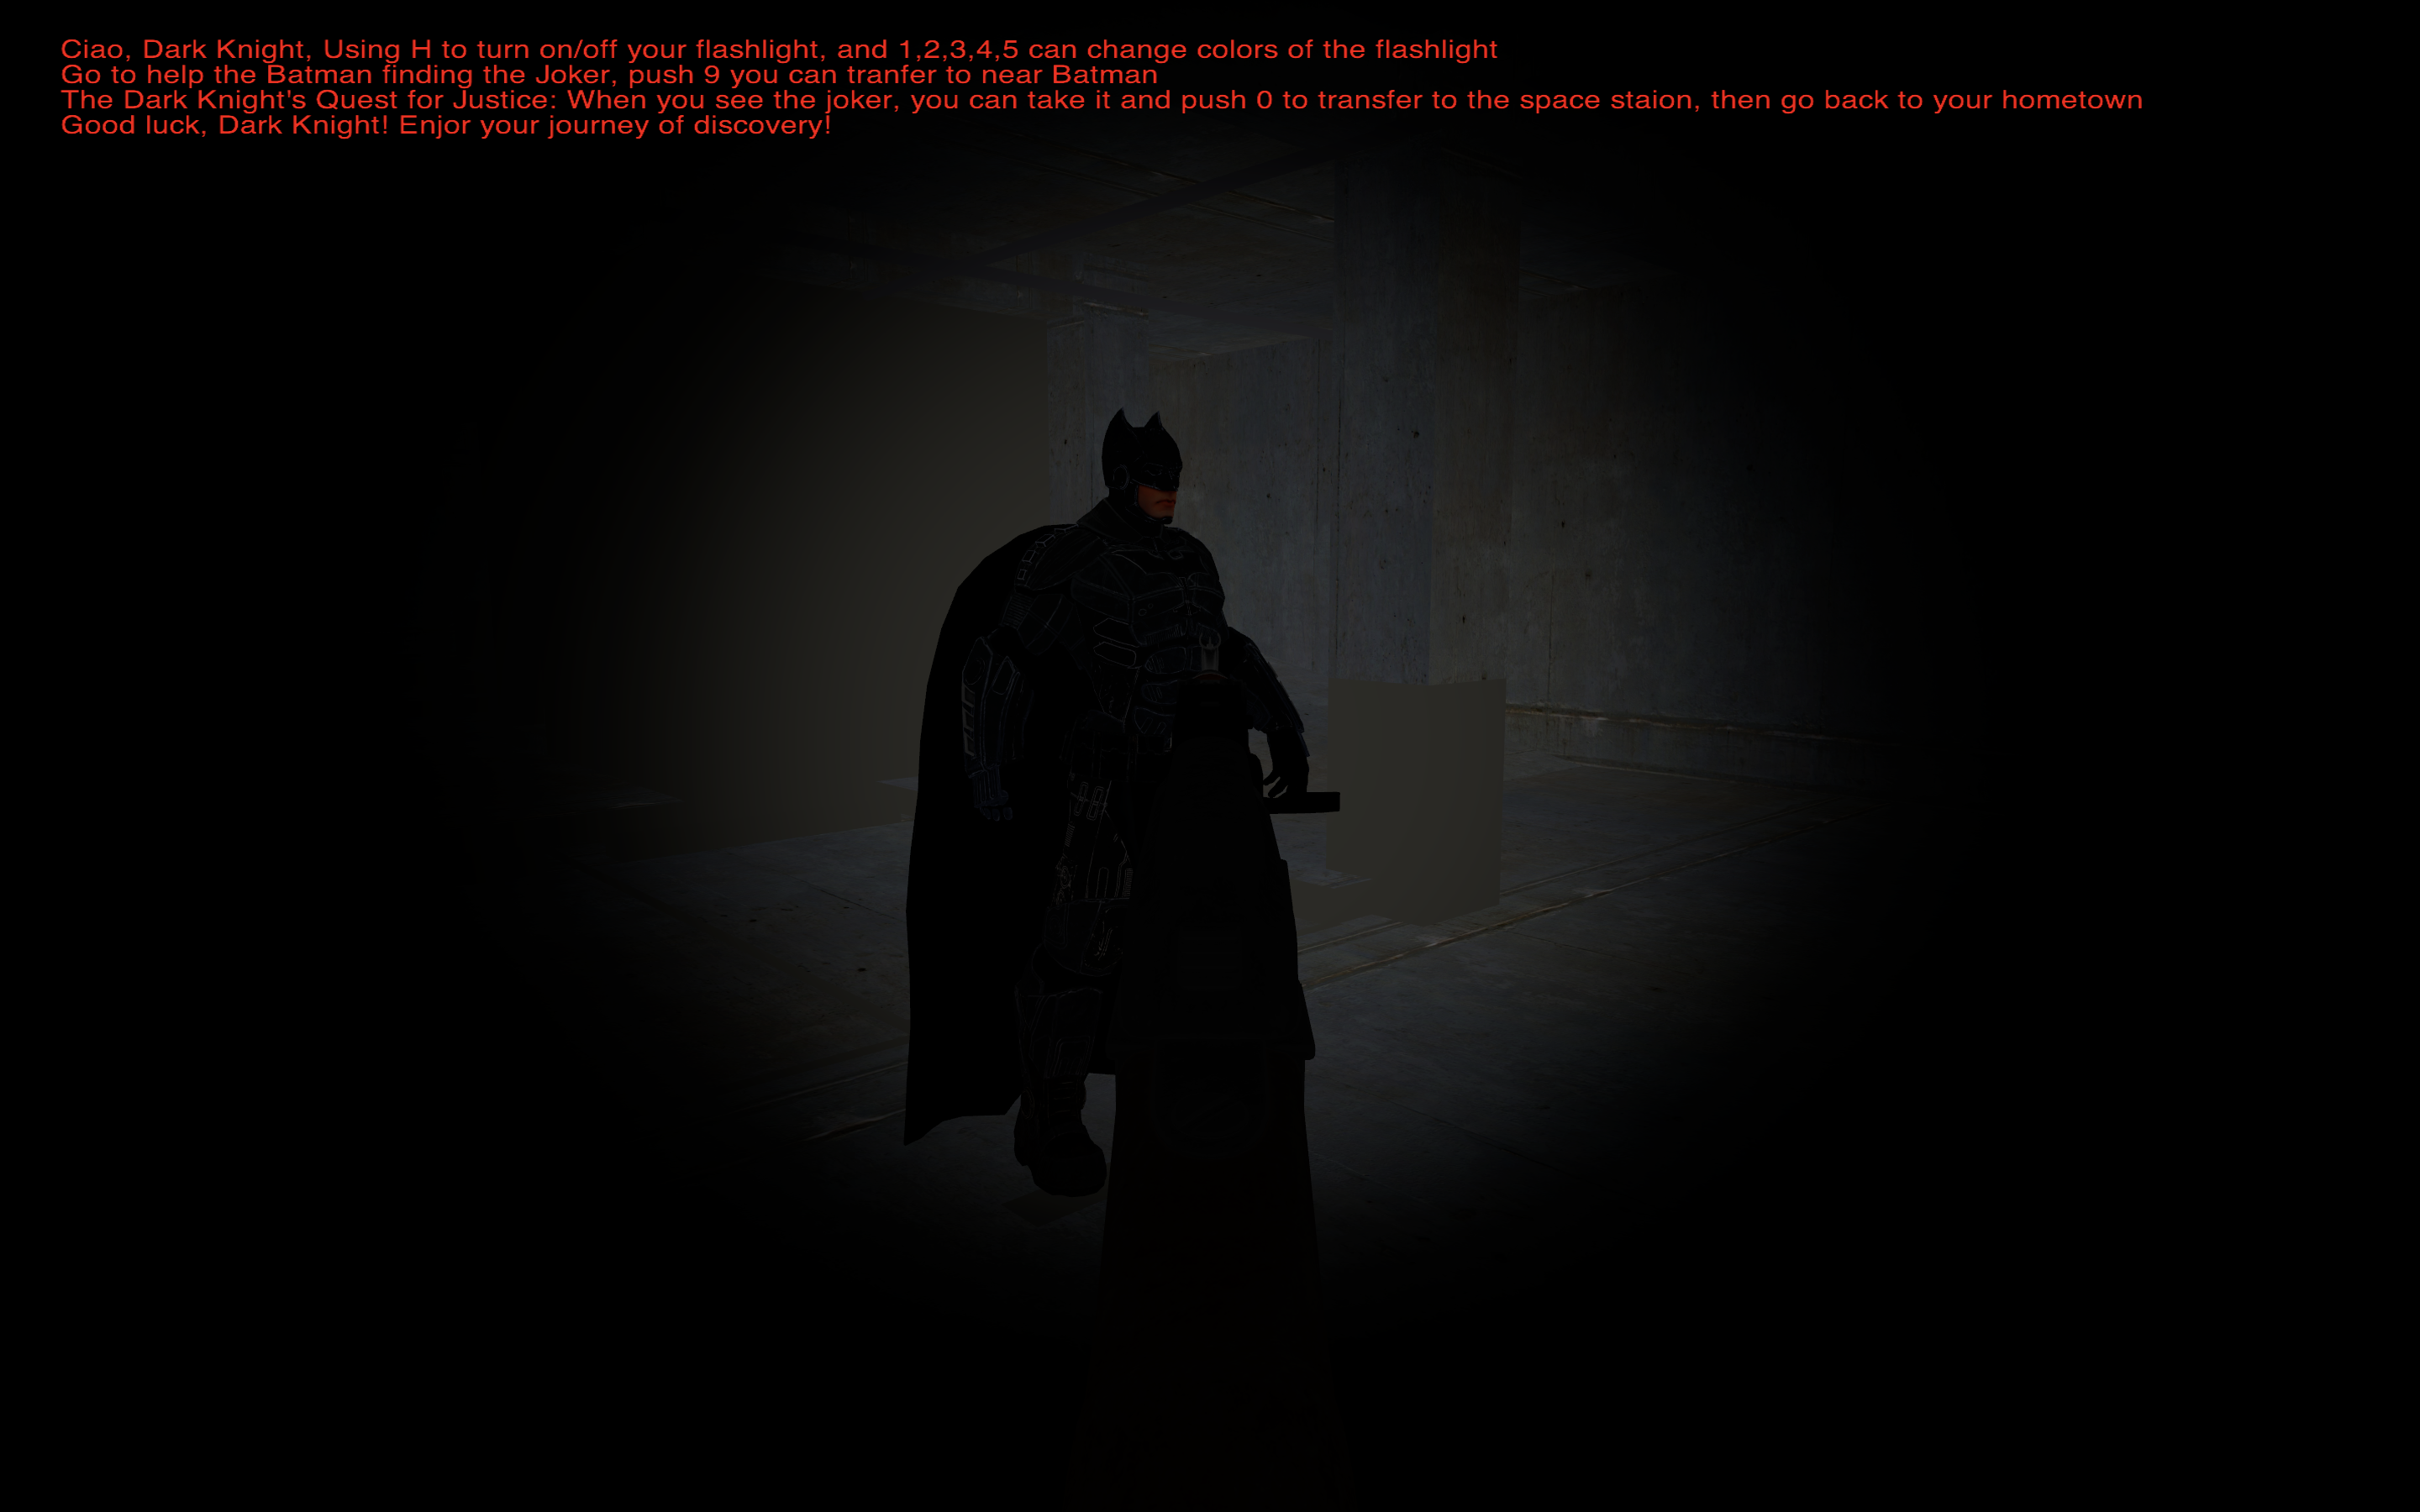 Ciao, Dark Knight, Using H to turn on/off your flashlight, and 1,2,3,4,5 can change colors of the flashlight
Go to help the Batman finding the Joker, push 9 you can tranfer to near Batman
The Dark Knight's Quest for Justice: When you see the joker, you can take it and push 0 to transfer to the space staion, then go back to your hometown
Good luck, Dark Knight! Enjor your journey of discovery!